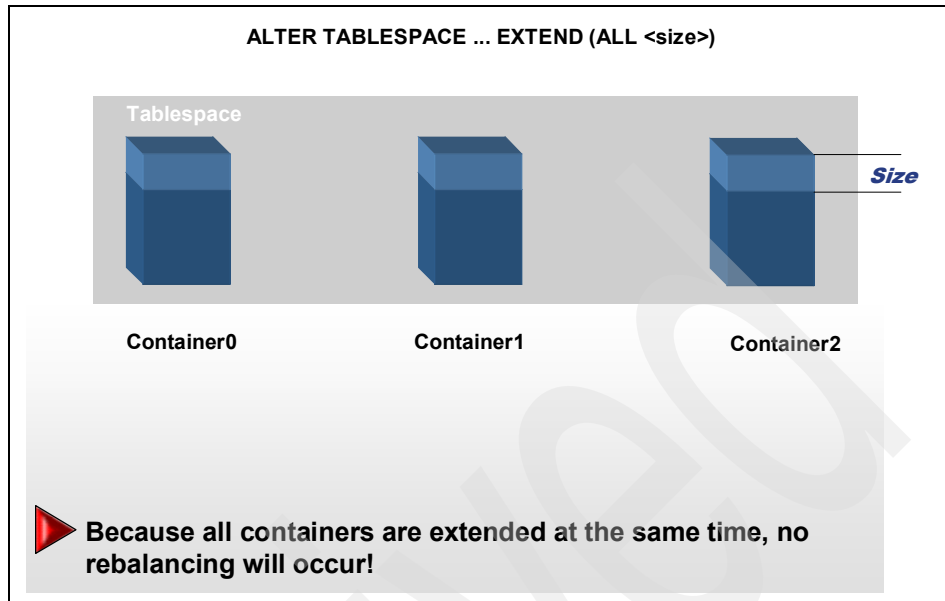 ALTER TABLESPACE ... EXTEND (ALL <size>)
Tablespace
Size
Container0
Container1
Container2
Because all containers are extended at the same time, no
rebalancing will occur!